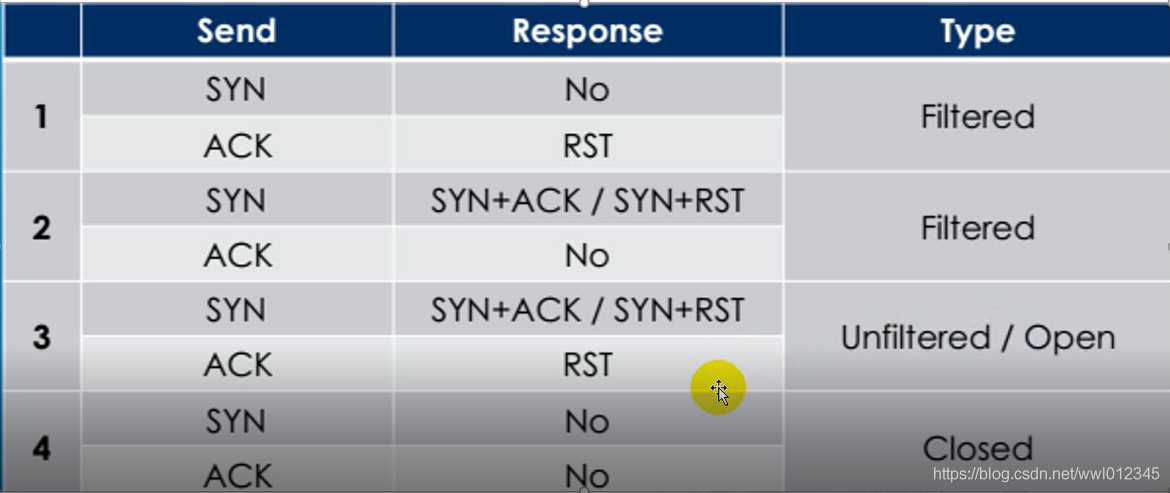 Send Response Type
1 SYN No Filtered
ACK RST
2 SYN SYN+ACK / SYN+RST Filtered
ACK No
3 SYN SYN+ACK / SYN+RST Unfiltered / Open
ACK RST
4 SYN No Closed
ACK No
https://blog.csdn.net/wwl012345